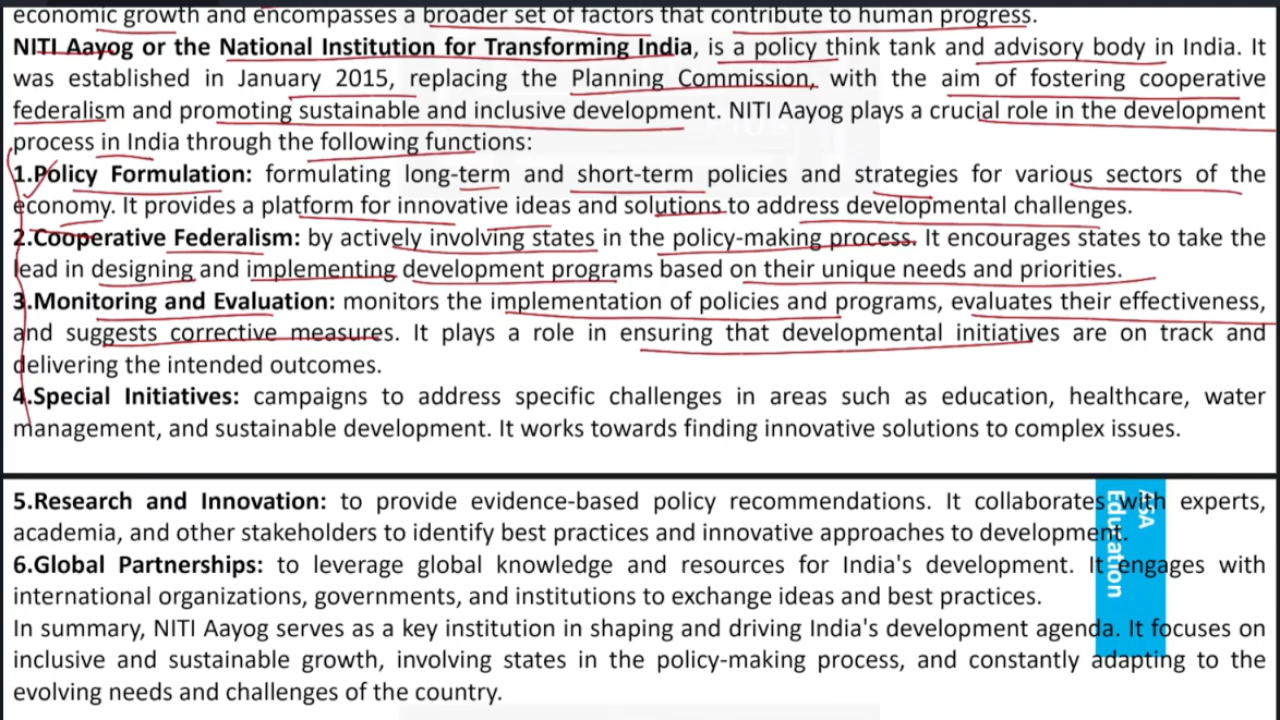 economic growth and encompasses a broader set of factors that contribute to human progress.
NITI Aayog or the National Institution for Transforming India, is a policy think tank and advisory body in India. It
was established in January 2015, replacing the Planning Commission, with the aim of fostering cooperative
federalism and promoting sustainable and inclusive development. NITI Aayog plays a crucial role in the development
process in India through the following functions:
1.Policy Formulation: formulating long-term and short-term policies and strategies for various sectors of the
economy. It provides a platform for innovative ideas and solutions to address developmental challenges.
2.Cooperative Federalism: by actively involving states in the policy-making process. It encourages states to take the
lead in designing and implementing development programs based on their unique needs and priorities.
3.Monitoring and Evaluation: monitors the implementation of policies and programs, evaluates their effectiveness,
and suggests corrective measures. It plays a role in ensuring that developmental initiatives are on track and
delivering the intended outcomes.
4.Special Initiatives: campaigns to address specific challenges in areas such as education, healthcare, water
management, and sustainable development. It works towards finding innovative solutions to complex issues.
5.Research and Innovation: to provide evidence-based policy recommendations. It collaborates with experts,
academia, and other stakeholders to identify best practices and innovative approaches to development.
6.Global Partnerships: to leverage global knowledge and resources for India's development. It engages with
international organizations, governments, and institutions to exchange ideas and best practices.
In summary, NITI Aayog serves as a key institution in shaping and driving India's development agenda. It focuses on
inclusive and sustainable growth, involving states in the policy-making process, and constantly adapting to the
evolving needs and challenges of the country.
ASA
Education